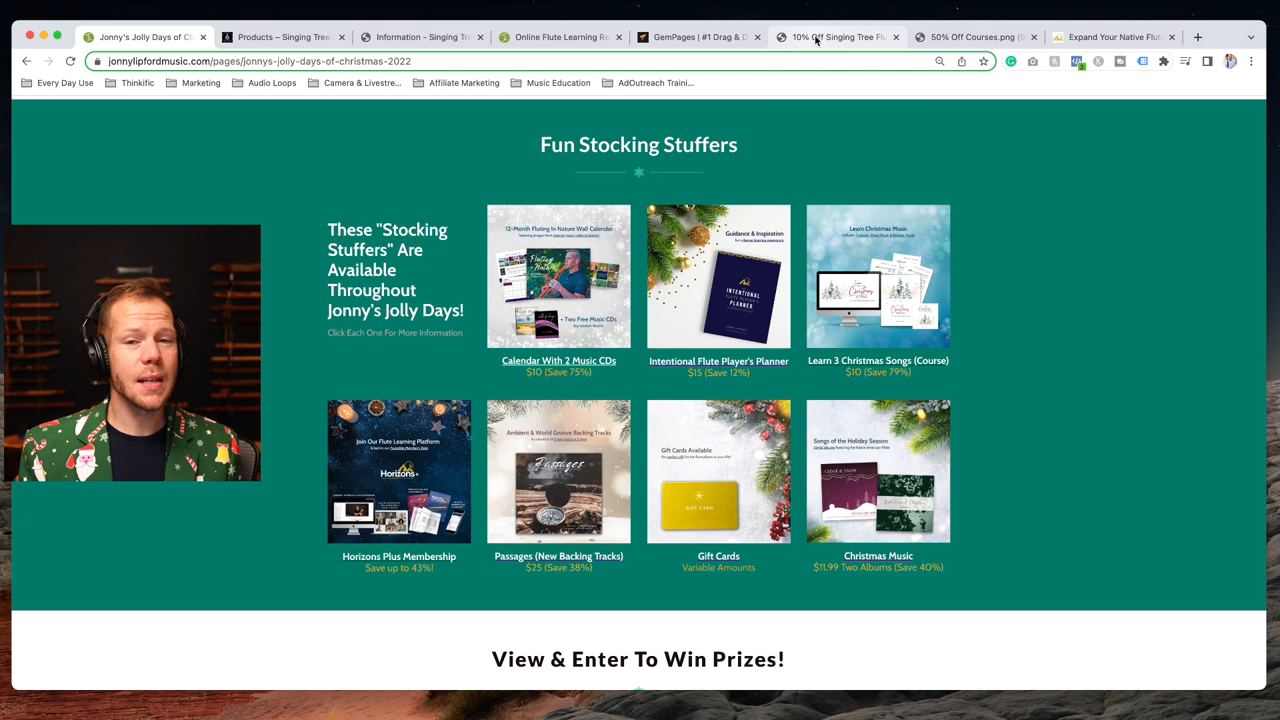 Jonny's Jolly Days of Ch
Products – Singing Tree
Information - Singing Tre
Online Flute Learning Re
GemPages | #1 Drag & D
10% Off Singing Tree Flu
50% Off Courses.png (
Expand Your Native Flut
jonnylipfordmusic.com/pages/jonnys-jolly-days-of-christmas-2022
Every Day Use
Thinkific
Marketing
Audio Loops
Camera & Livestre...
Affiliate Marketing
Music Education
AdOutreach Traini...
Fun Stocking Stuffers
These "Stocking
Stuffers" Are
Available
Throughout
Jonny's Jolly Days!
Click Each One For More Information
12-Month Fluting In Nature Wall Calendar
+ Two Free Music CDs
Calendar With 2 Music CDs
$10 (Save 75%)
Guidance & Inspiration
INTENTIONAL
FLUTE PLAYER'S
PLANNER
Intentional Flute Player's Planner
$15 (Save 12%)
Learn Christmas Music
Learn 3 Christmas Songs (Course)
$10 (Save 79%)
Join Our Flute Learning Platform
Horizons+
Horizons Plus Membership
Save up to 43%!
Ambient & World Groove Backing Tracks
Passages
Passages (New Backing Tracks)
$25 (Save 38%)
Gift Cards Available
GIFT CARD
Gift Cards
Variable Amounts
Songs of the Holiday Season
Christmas Music
$11.99 Two Albums (Save 40%)
View & Enter To Win Prizes!